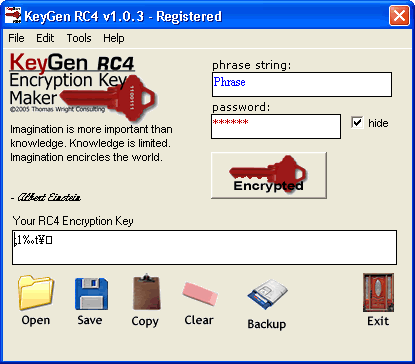 KeyGen RC4 v1.0.3 - Registered
File Edit Tools Help
KeyGen RC4
Encryption Key
Maker
©2005 Thomas Wright Consulting
1100111
Imagination is more important than
knowledge. Knowledge is limited.
Imagination encircles the world.
- Albert Einstein
phrase string:
Phrase
password:
******
hide
Encrypted
Your RC4 Encryption Key
¡1‰t¥□
Open Save Copy Clear Backup Exit